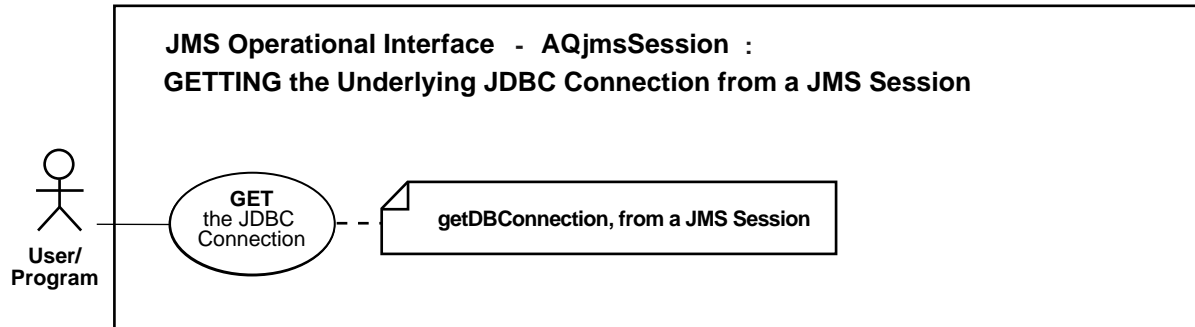 JMS Operational Interface - AQjmsSession :
GETTING the Underlying JDBC Connection from a JMS Session
GET
the JDBC
Connection
getDBConnection, from a JMS Session
User/
Program